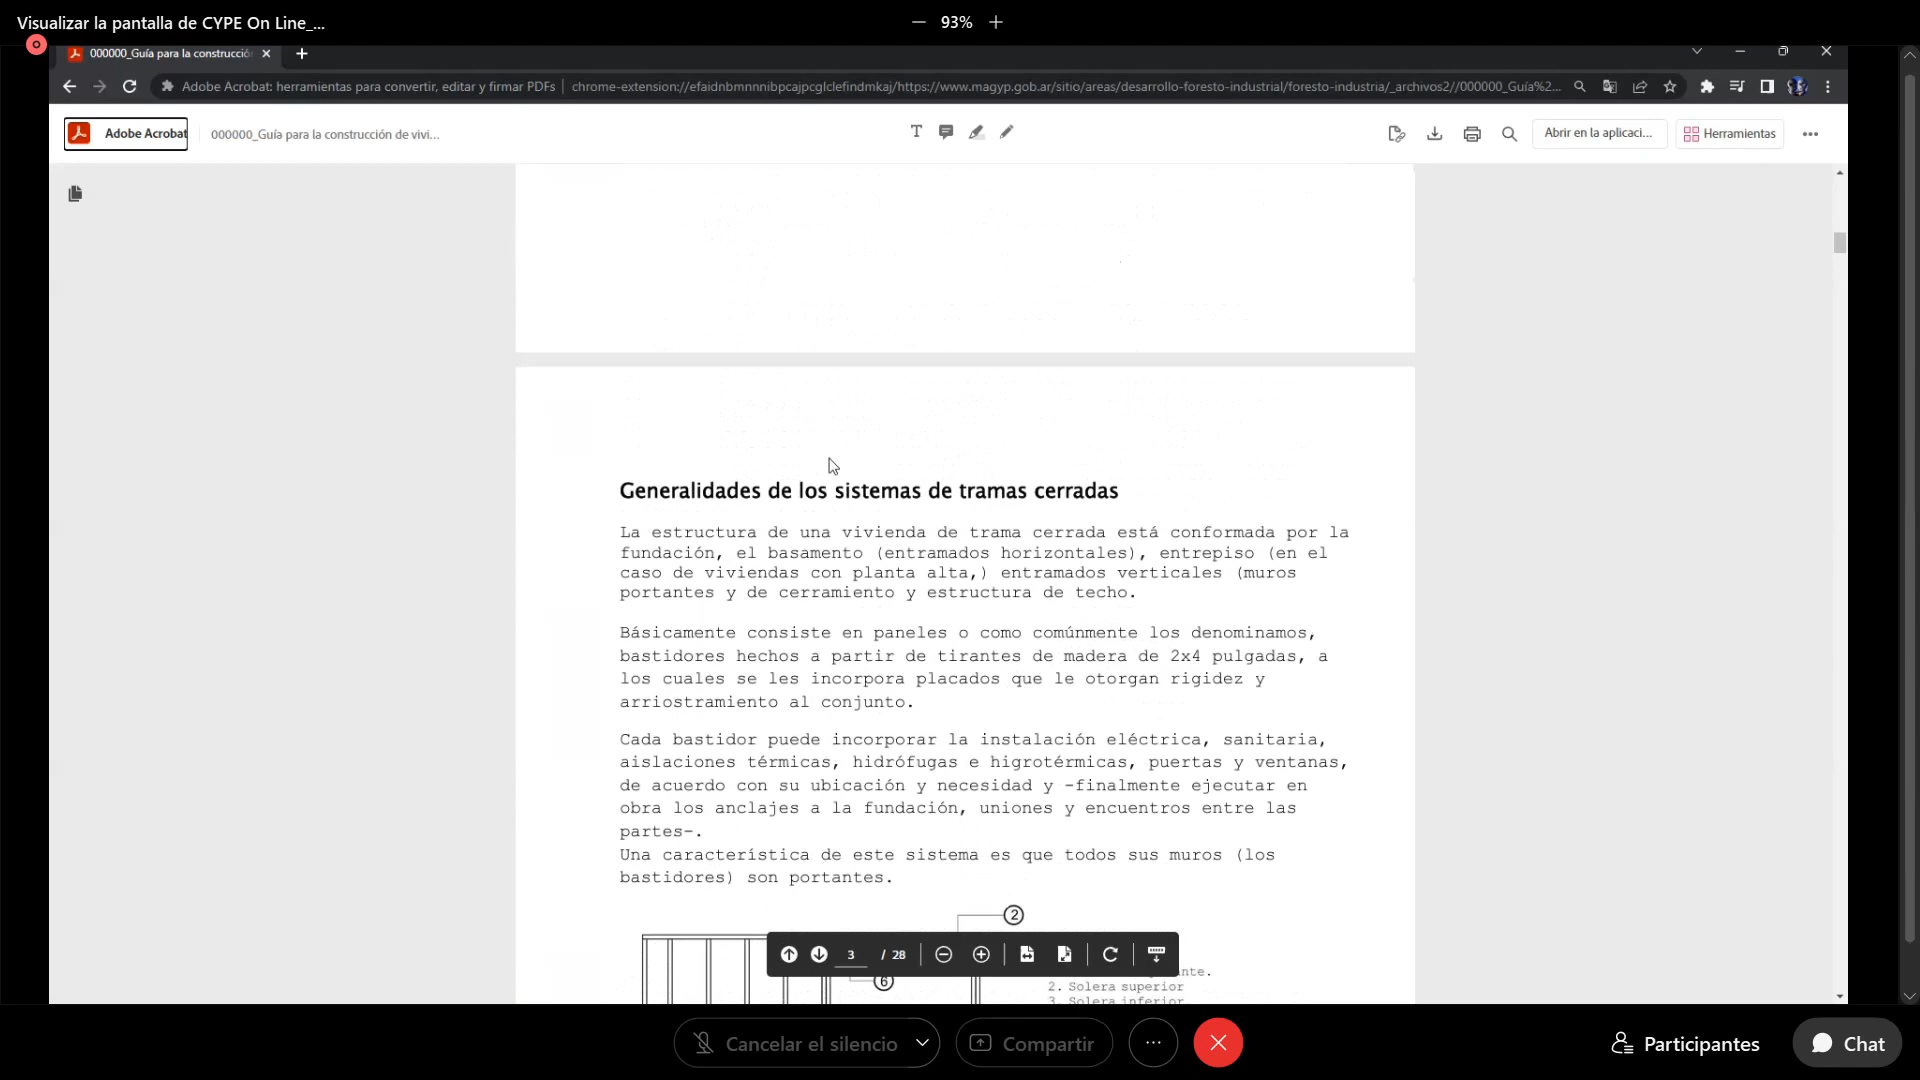 Visualizar la pantalla de CYPE On Line_...
93%
000000_Guía para la construcció
Adobe Acrobat: herramientas para convertir, editar y firmar PDFs | chrome-extension://efaidnbmnnnibpcajpcglclefindmkaj/https://www.magyp.gob.ar/sitio/areas/desarrollo-foresto-industrial/foresto-industria/_archivos2//000000_Guía%2...
Adobe Acrobat
000000_Guía para la construcción de vivi...
Abrir en la aplicaci...
Herramientas
Generalidades de los sistemas de tramas cerradas
La estructura de una vivienda de trama cerrada está conformada por la
fundación, el basamento (entramados horizontales), entrepiso (en el
caso de viviendas con planta alta,) entramados verticales (muros
portantes y de cerramiento y estructura de techo.
Básicamente consiste en paneles o como comúnmente los denominamos,
bastidores hechos a partir de tirantes de madera de 2x4 pulgadas, a
los cuales se les incorpora placados que le otorgan rigidez y
arriostramiento al conjunto.
Cada bastidor puede incorporar la instalación eléctrica, sanitaria,
aislaciones térmicas, hidrófugas e higrotérmicas, puertas y ventanas,
de acuerdo con su ubicación y necesidad y -finalmente ejecutar en
obra los anclajes a la fundación, uniones y encuentros entre las
partes-.
Una característica de este sistema es que todos sus muros (los
bastidores) son portantes.
2
3 / 28
6
2. Solera superior
3. Solera inferior
Cancelar el silencio
Compartir
Participantes
Chat